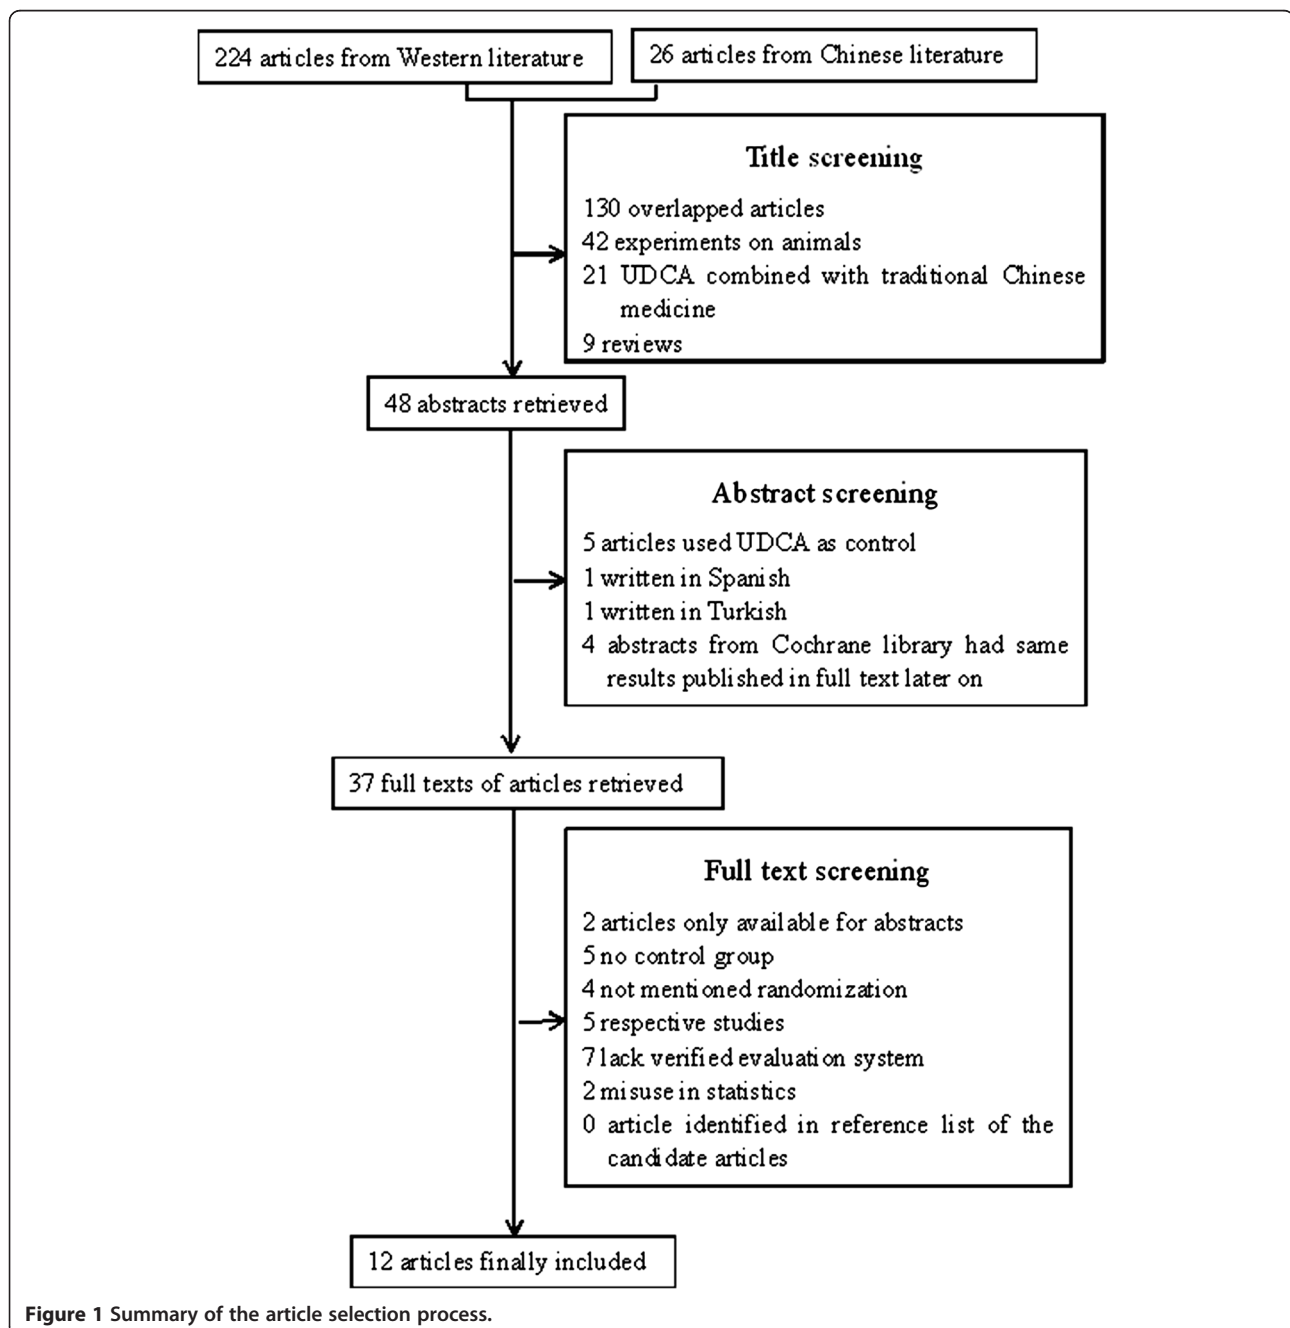 224 articles from Western literature
26 articles from Chinese literature
Title screening
130 overlapped articles
42 experiments on animals
21 UDCA combined with traditional Chinese
medicine
9 reviews
48 abstracts retrieved
Abstract screening
5 articles used UDCA as control
1 written in Spanish
1 written in Turkish
4 abstracts from Cochrane library had same
results published in full text later on
37 full texts of articles retrieved
Full text screening
2 articles only available for abstracts
5 no control group
4 not mentioned randomization
5 respective studies
7 lack verified evaluation system
2 misuse in statistics
0 article identified in reference list of the
candidate articles
12 articles finally included
Figure 1 Summary of the article selection process.